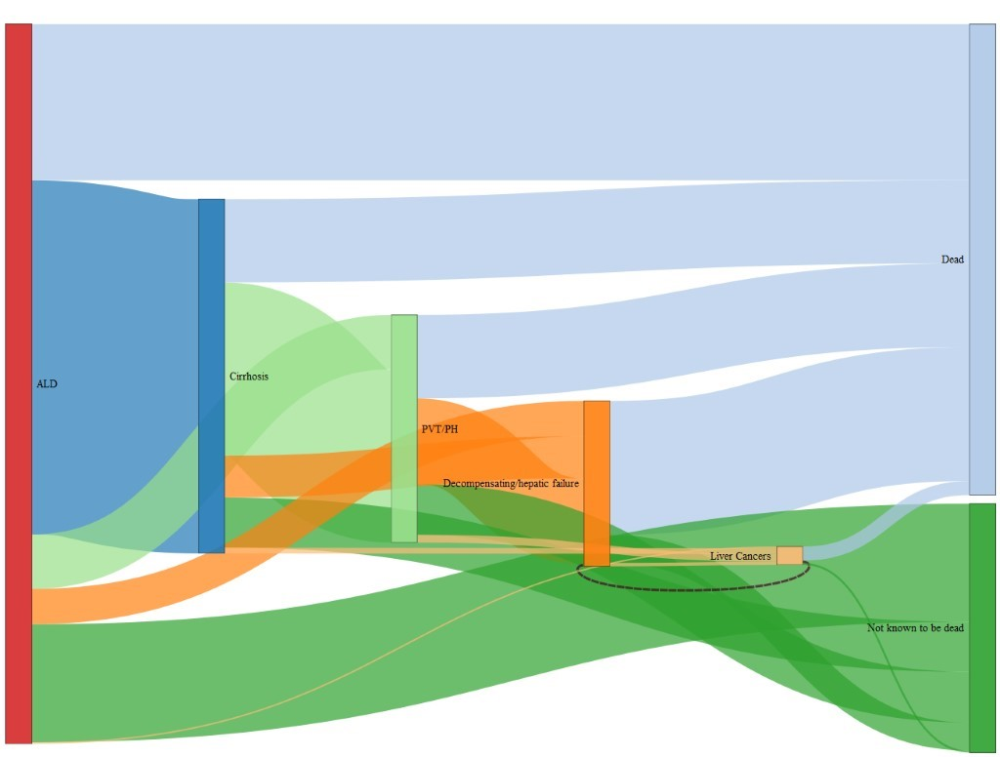 Dead
Cirrhosis
ALD
PVT/PH
Decompensating/hepatic failure
Liver Cancers
Not known to be dead